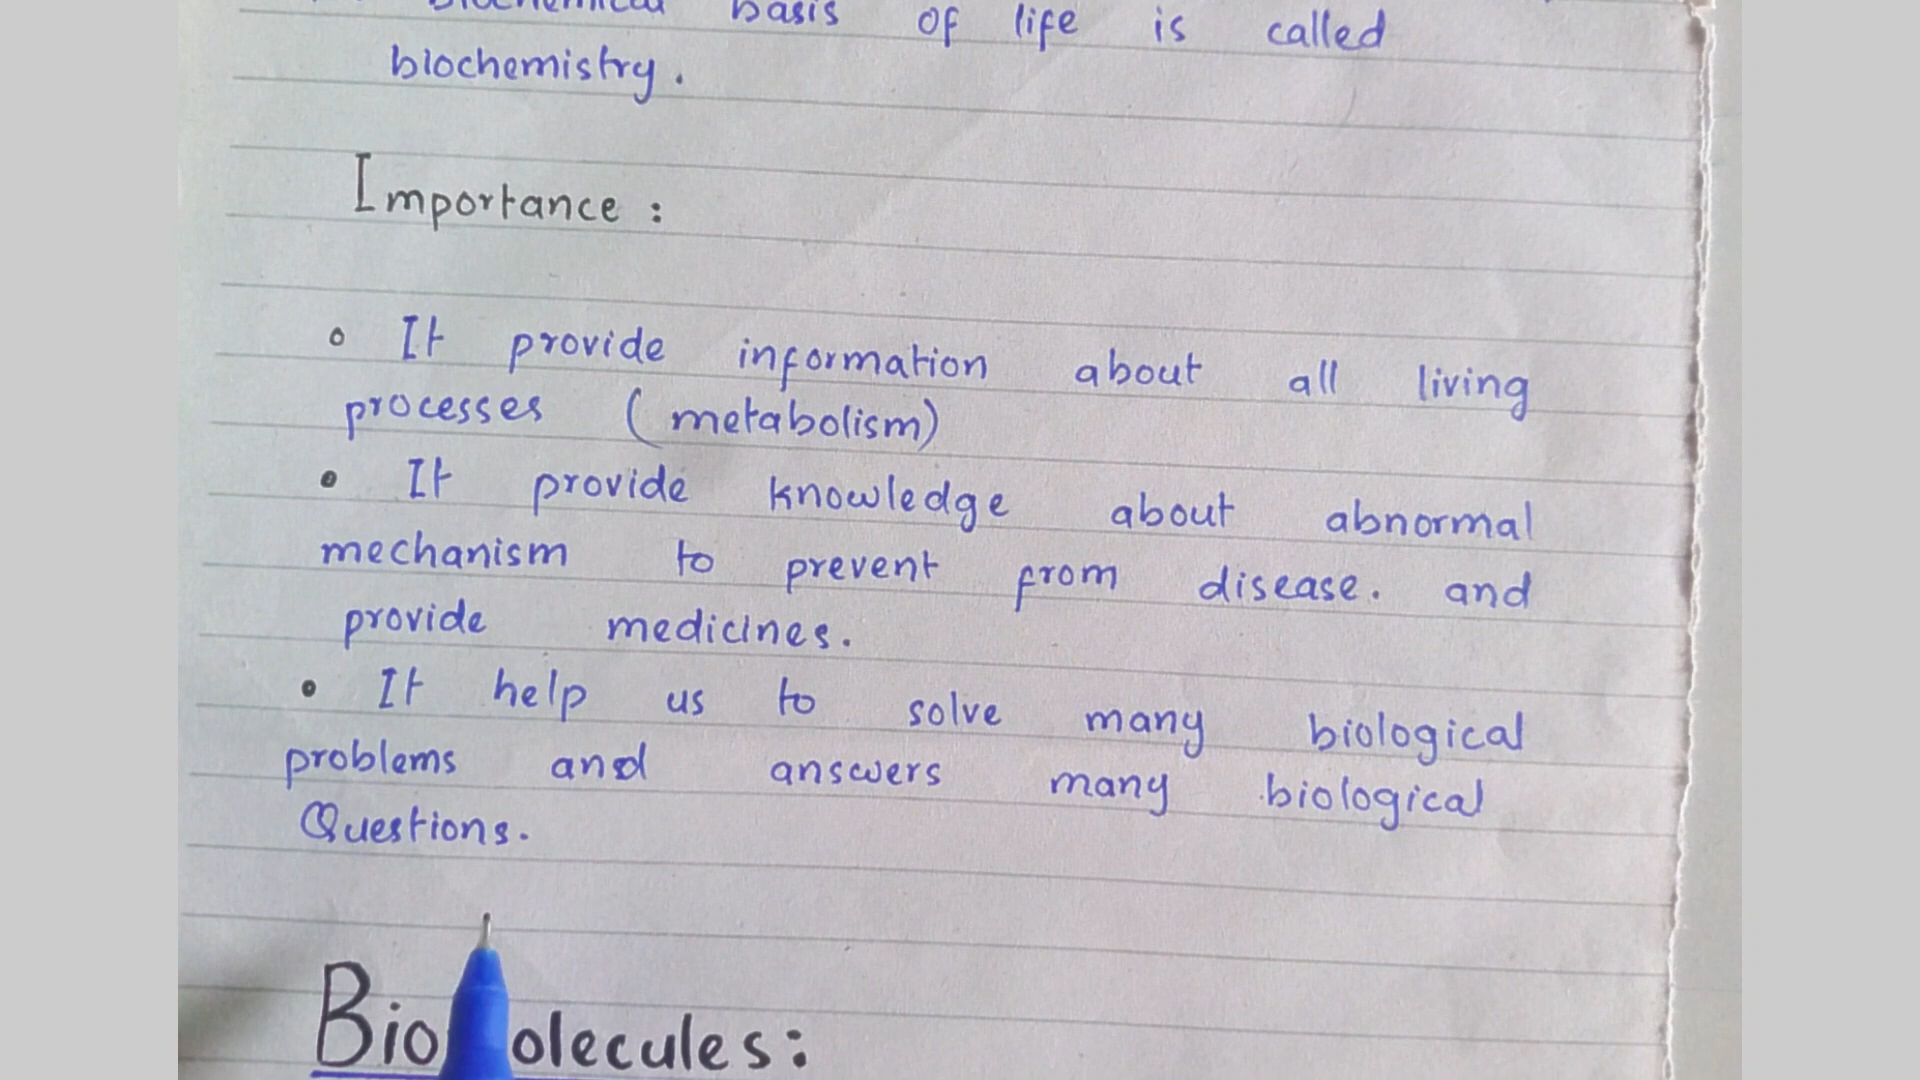 biochemical basis of life is called
biochemistry.
Importance :
It provide information about all living
processes (metabolism)
It provide knowledge about abnormal
mechanism to prevent from disease. and
provide medicines.
It help us to solve many biological
problems and answers many biological
Questions.
Bio olecules: